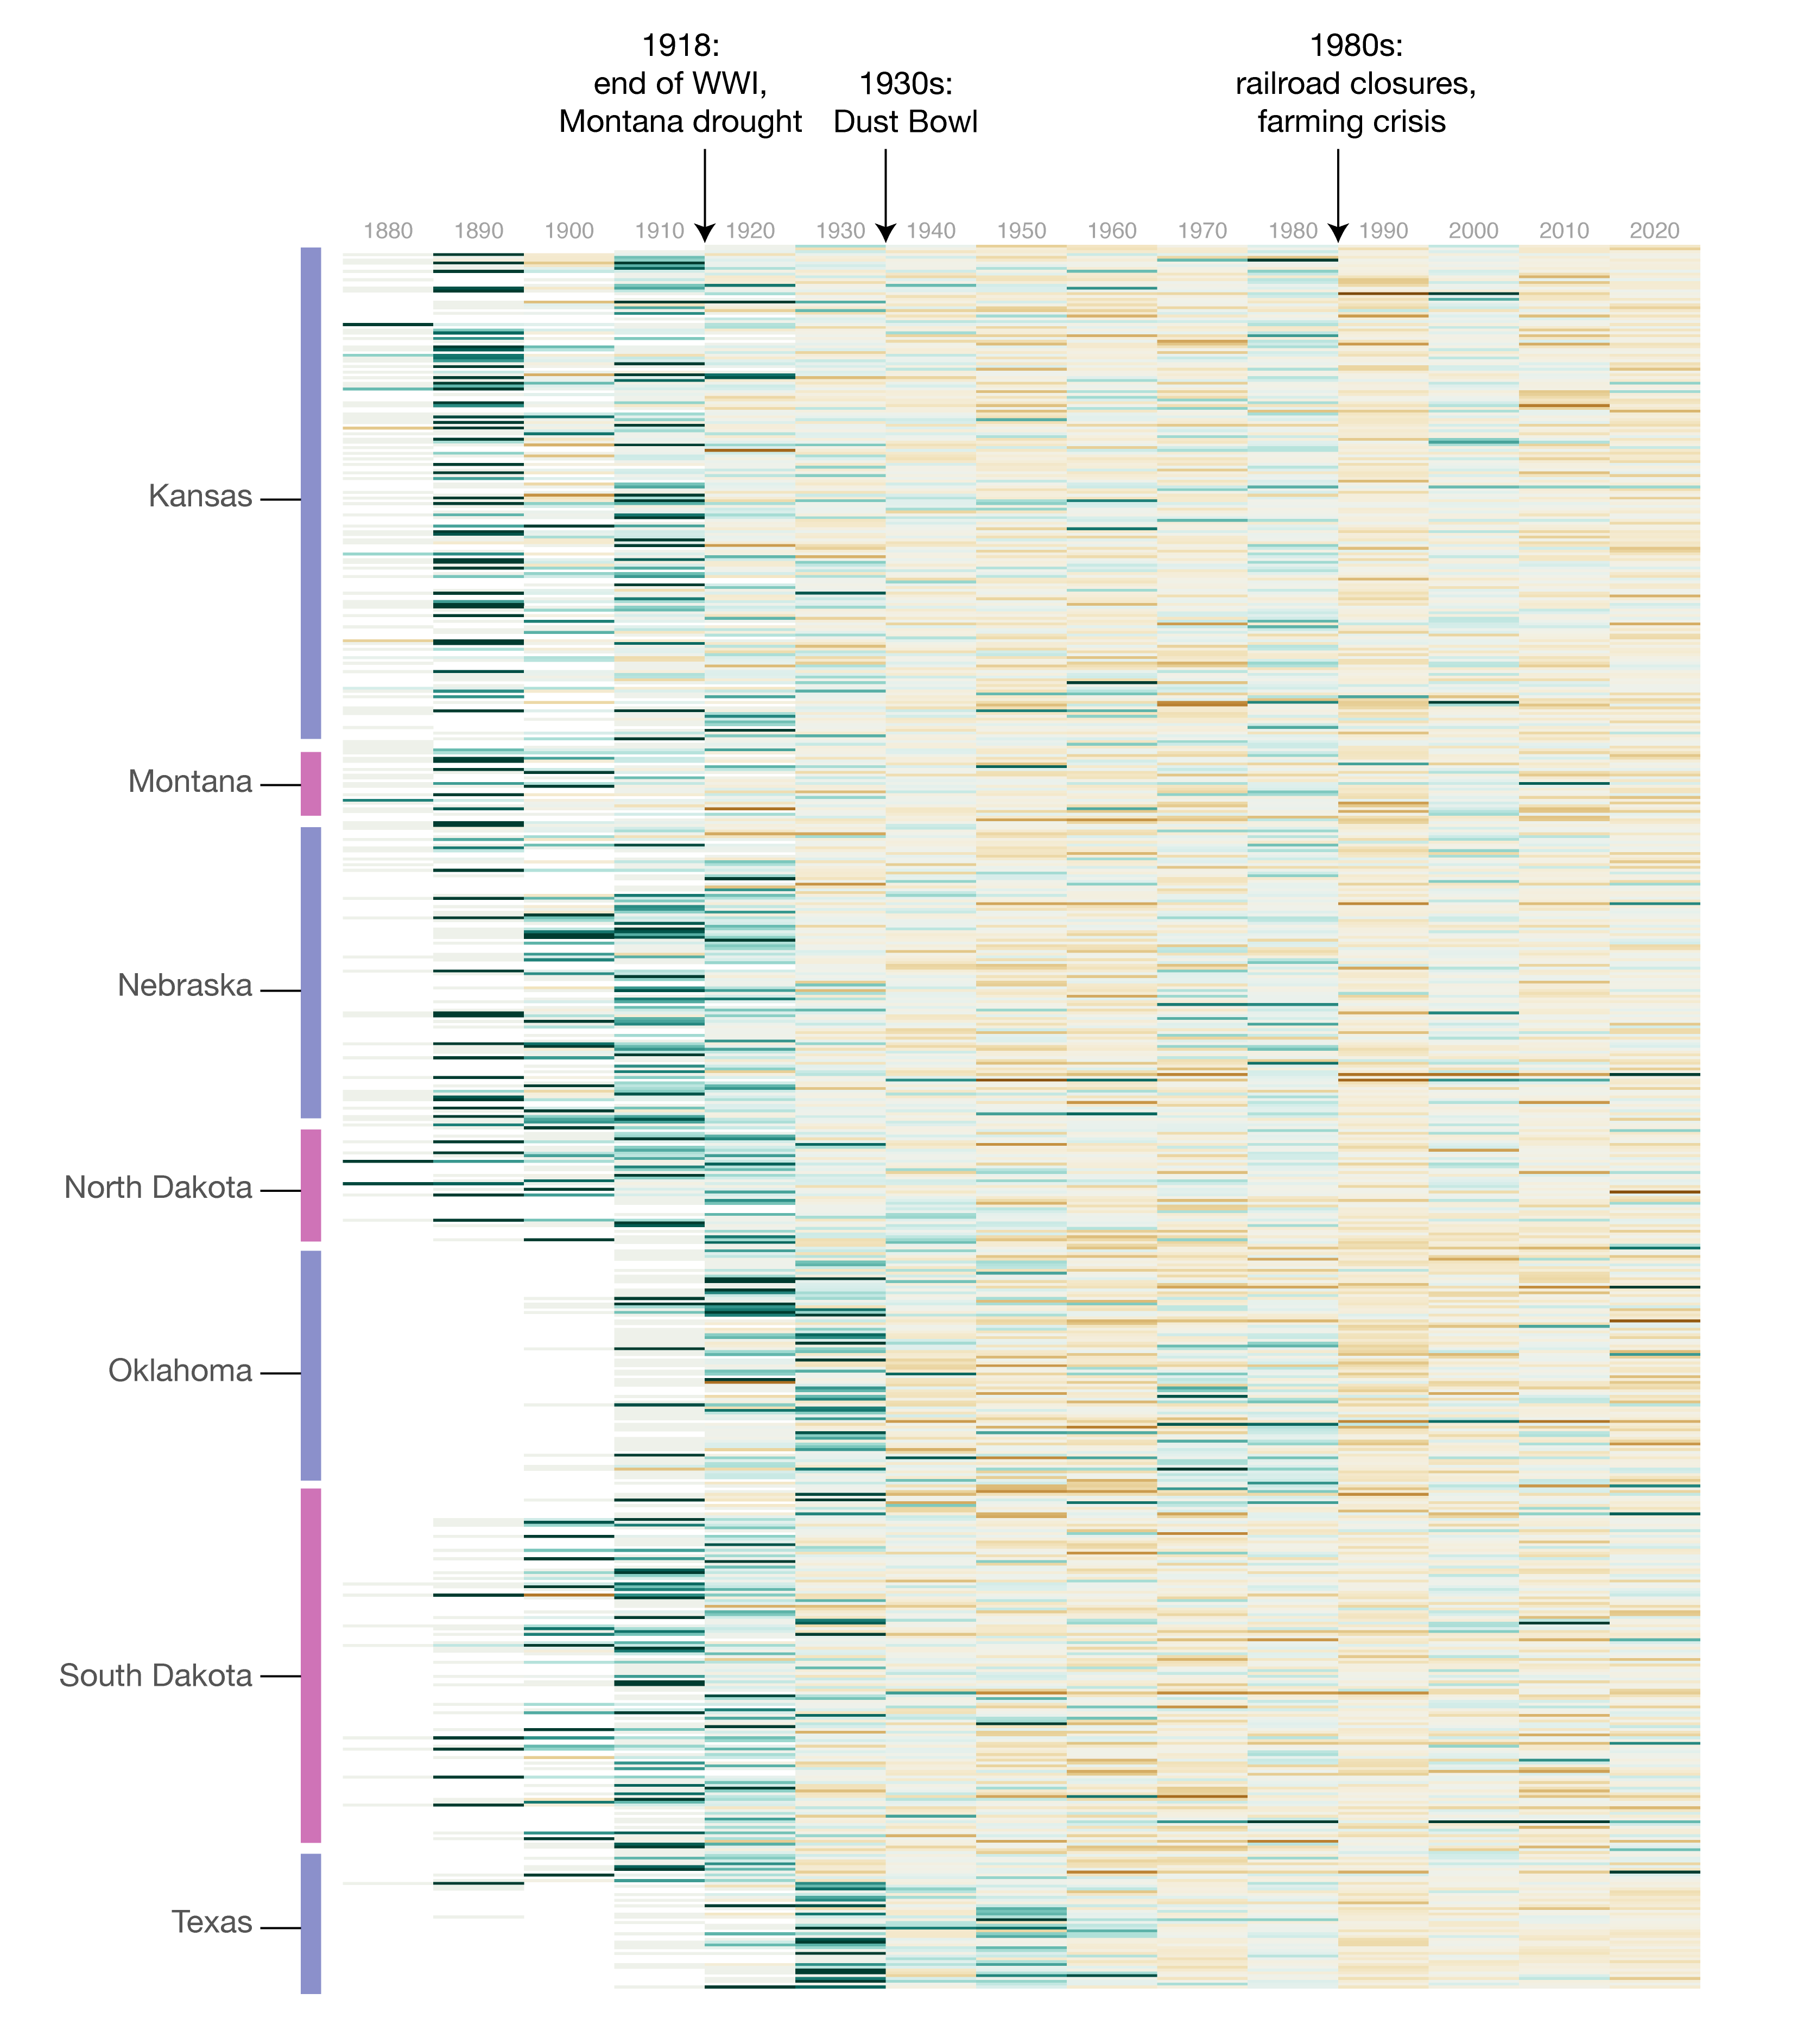 1918:
end of WWI,
Montana drought
1930s:
Dust Bowl
1980s:
railroad closures,
farming crisis
1880 1890 1900 1910 1920 1930 1940 1950 1960 1970 1980 1990 2000 2010 2020
Kansas
Montana
Nebraska
North Dakota
Oklahoma
South Dakota
Texas